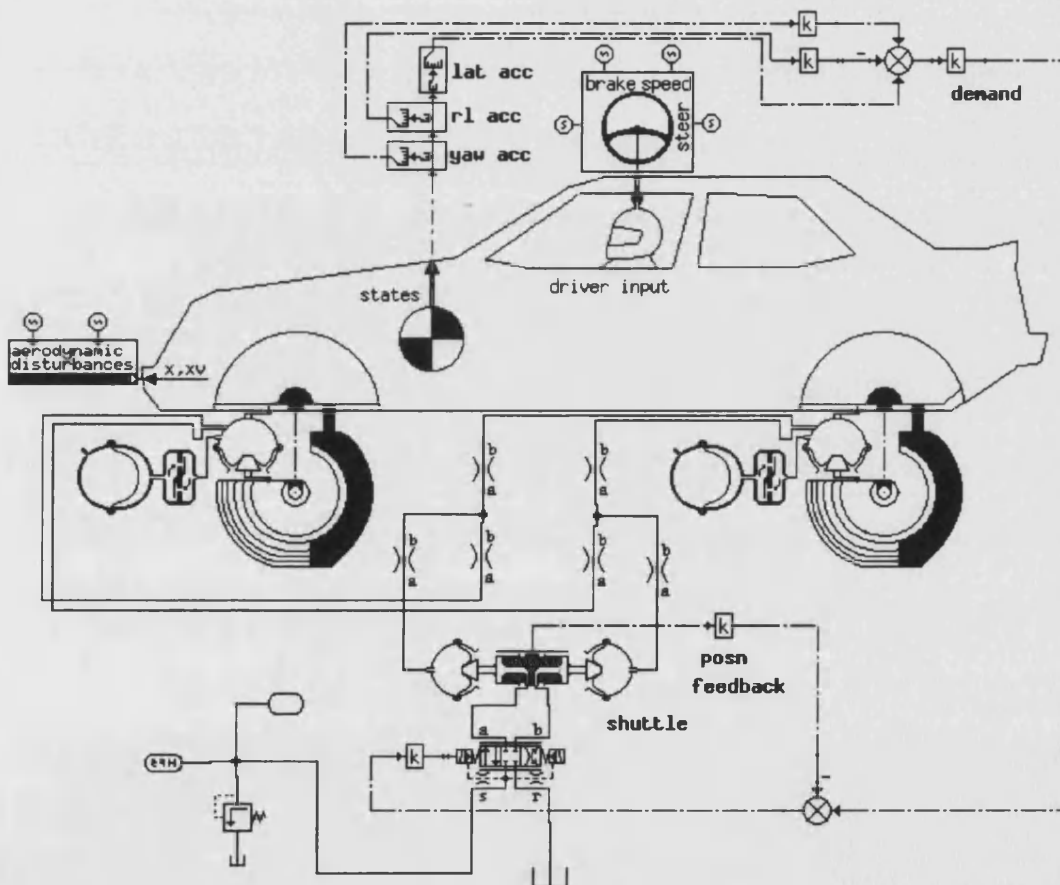 k
lat acc
brake speed
steer
k
k
demand
rl acc
yaw acc
s
s
s
s
driver input
states
s
s
aerodynamic
disturbances
x,xv
b
a
b
a
b
a
b
a
b
a
b
a
k
posn
feedback
shuttle
a
b
k
s
r
-
-